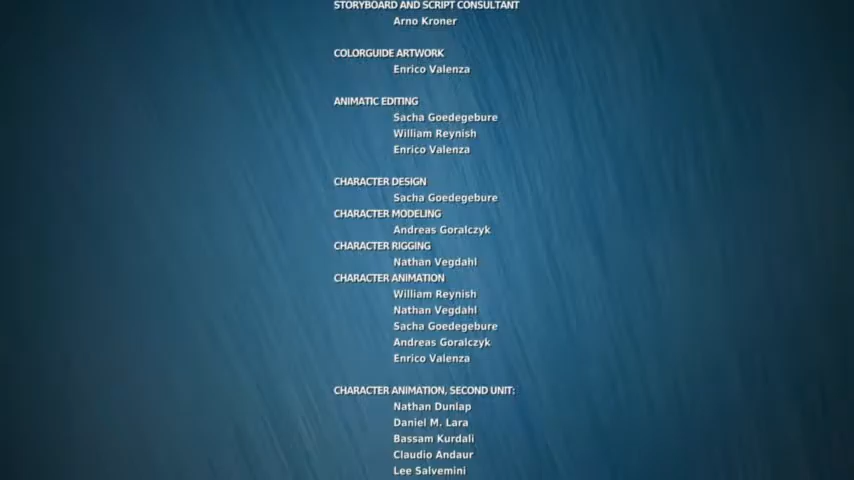 STORYBOARD AND SCRIPT CONSULTANT
Arno Kroner
COLORGUIDE ARTWORK
Enrico Valenza
ANIMATIC EDITING
Sacha Goedegebure
William Reynish
Enrico Valenza
CHARACTER DESIGN
Sacha Goedegebure
CHARACTER MODELING
Andreas Goralczyk
CHARACTER RIGGING
Nathan Vegdahl
CHARACTER ANIMATION
William Reynish
Nathan Vegdahl
Sacha Goedegebure
Andreas Goralczyk
Enrico Valenza
CHARACTER ANIMATION, SECOND UNIT:
Nathan Dunlap
Daniel M. Lara
Bassam Kurdali
Claudio Andaur
Lee Salvemini